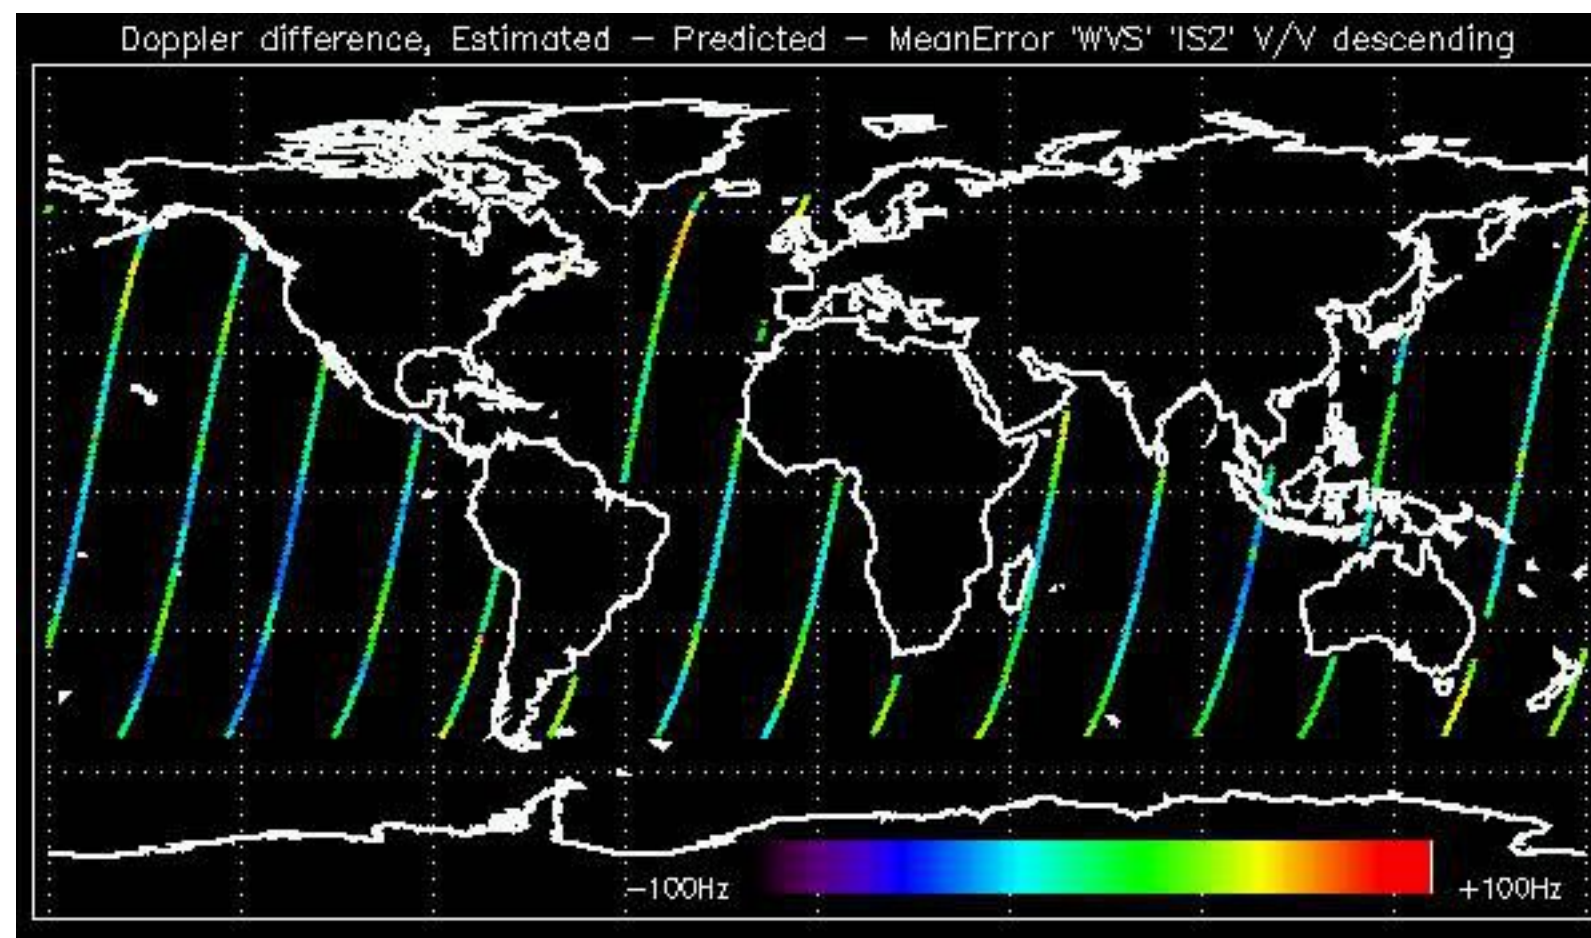 Doppler difference, Estimated – Predicted – MeanError 'WVS' 'IS2' V/V descending
–100Hz +100Hz